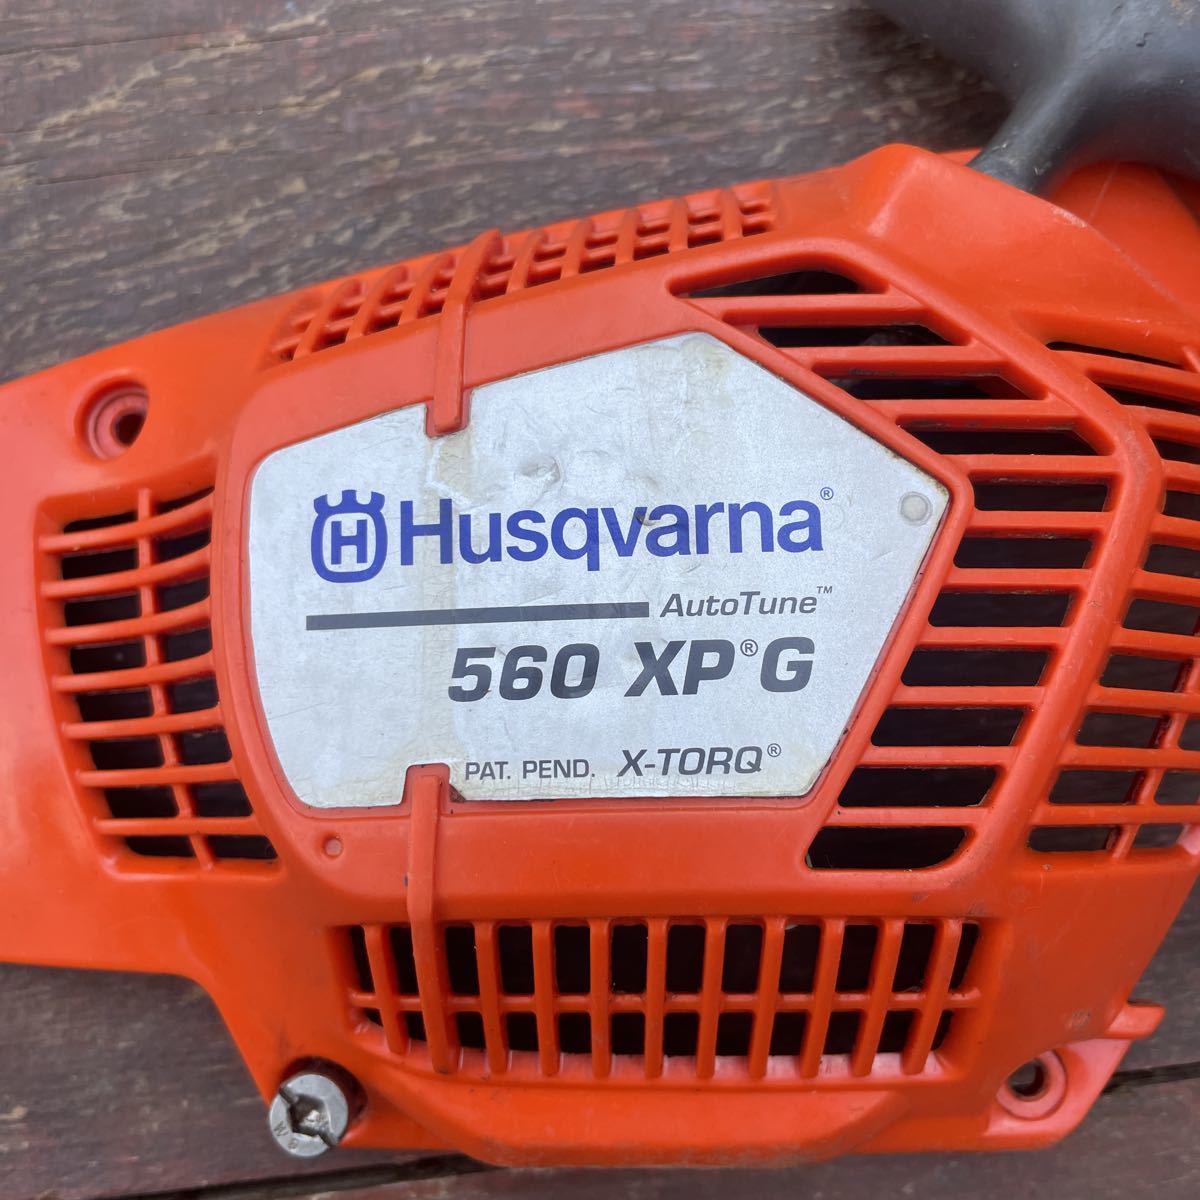 H Husqvarna®
AutoTune™
560 XP® G
PAT. PEND. X-TORQ®